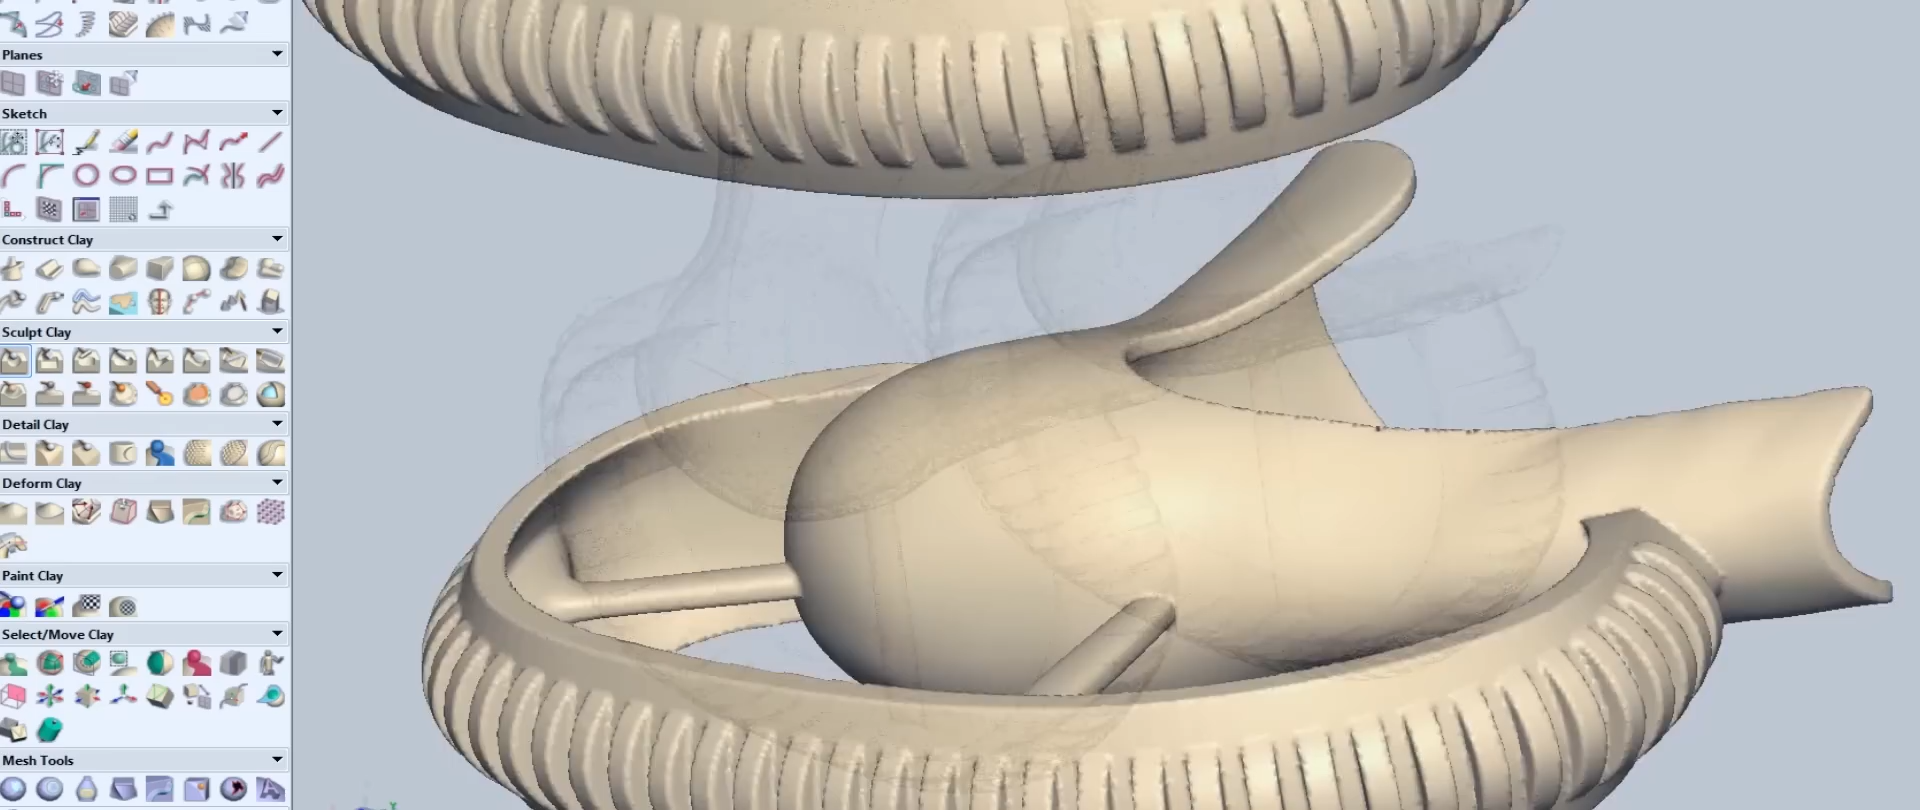 Planes
Sketch
Construct Clay
Sculpt Clay
Detail Clay
Deform Clay
Paint Clay
Select/Move Clay
Mesh Tools